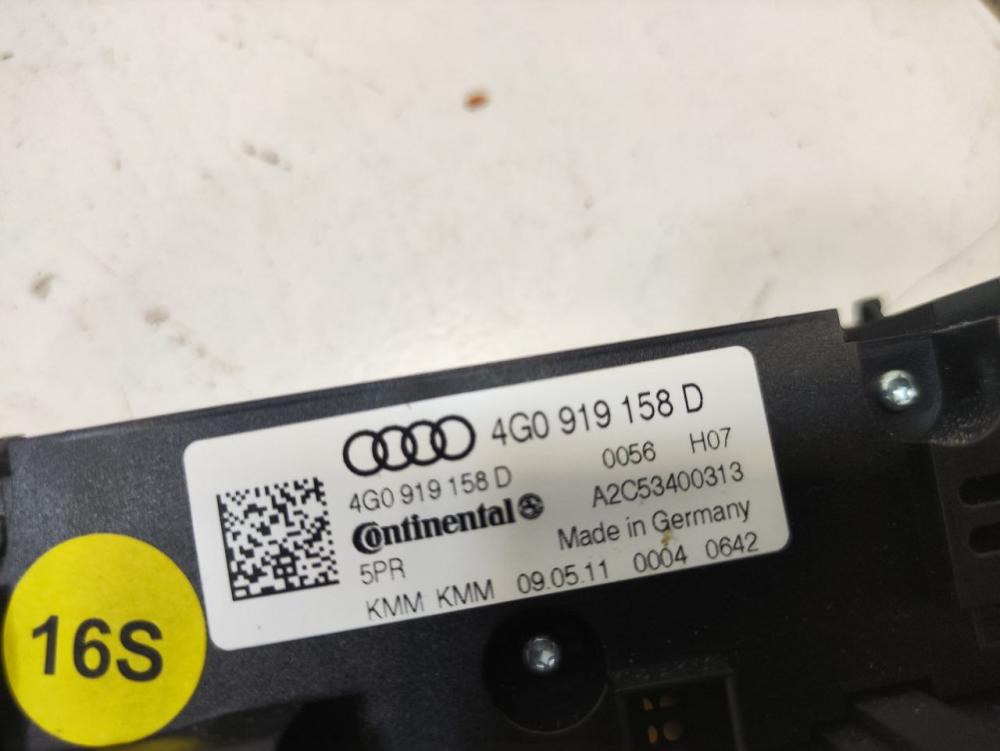 4G0 919 158 D
4G0 919 158 D 0056 H07
Continental A2C53400313
5PR Made in Germany
KMM KMM 09.05.11 0004 0642
16S